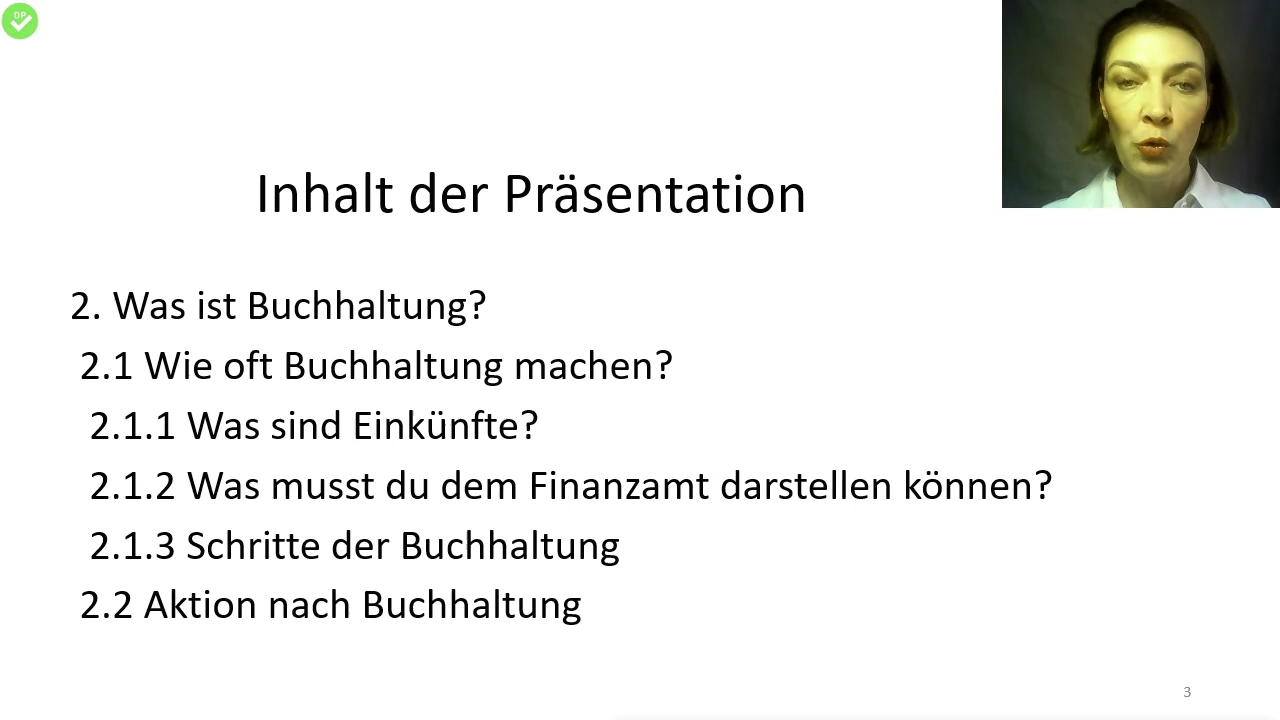 DP
Inhalt der Präsentation
2. Was ist Buchhaltung?
2.1 Wie oft Buchhaltung machen?
2.1.1 Was sind Einkünfte?
2.1.2 Was musst du dem Finanzamt darstellen können?
2.1.3 Schritte der Buchhaltung
2.2 Aktion nach Buchhaltung
3